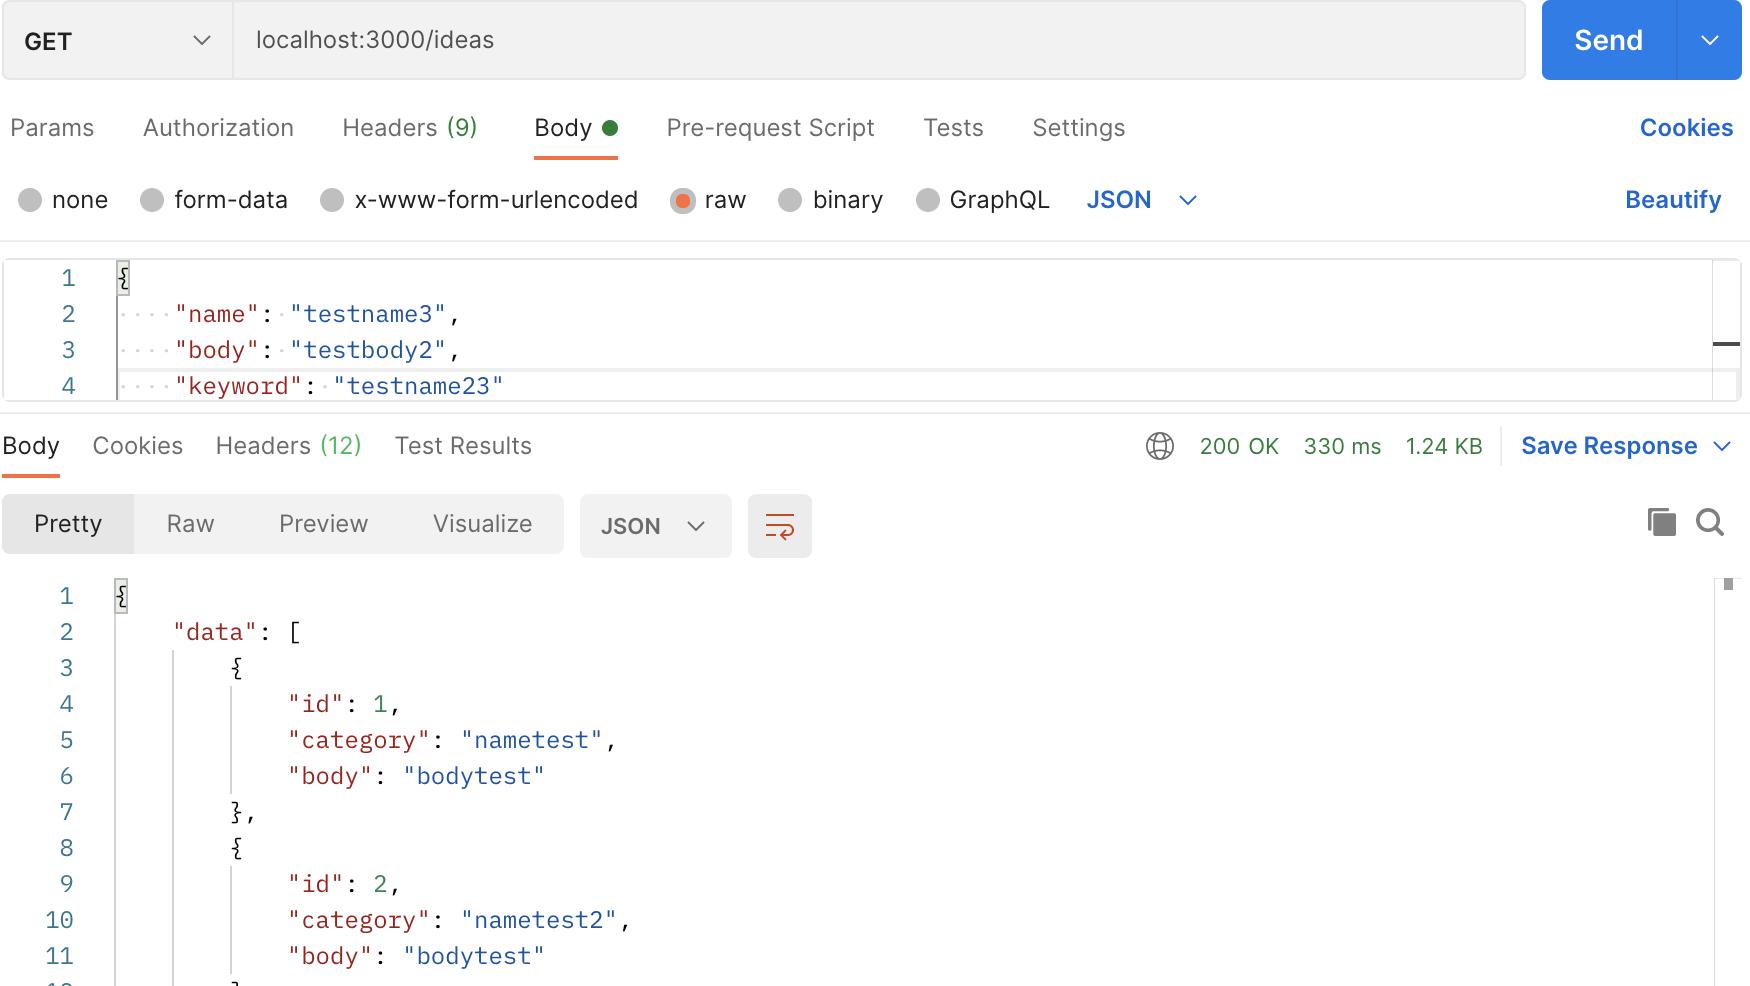 GET localhost:3000/ideas Send
Params Authorization Headers (9) Body Pre-request Script Tests Settings Cookies
none form-data x-www-form-urlencoded raw binary GraphQL JSON Beautify
1 {
2 "name": "testname3",
3 "body": "testbody2",
4 "keyword": "testname23"
Body Cookies Headers (12) Test Results 200 OK 330 ms 1.24 KB Save Response
Pretty Raw Preview Visualize JSON
1 {
2 "data": [
3 {
4 "id": 1,
5 "category": "nametest",
6 "body": "bodytest"
7 },
8 {
9 "id": 2,
10 "category": "nametest2",
11 "body": "bodytest"